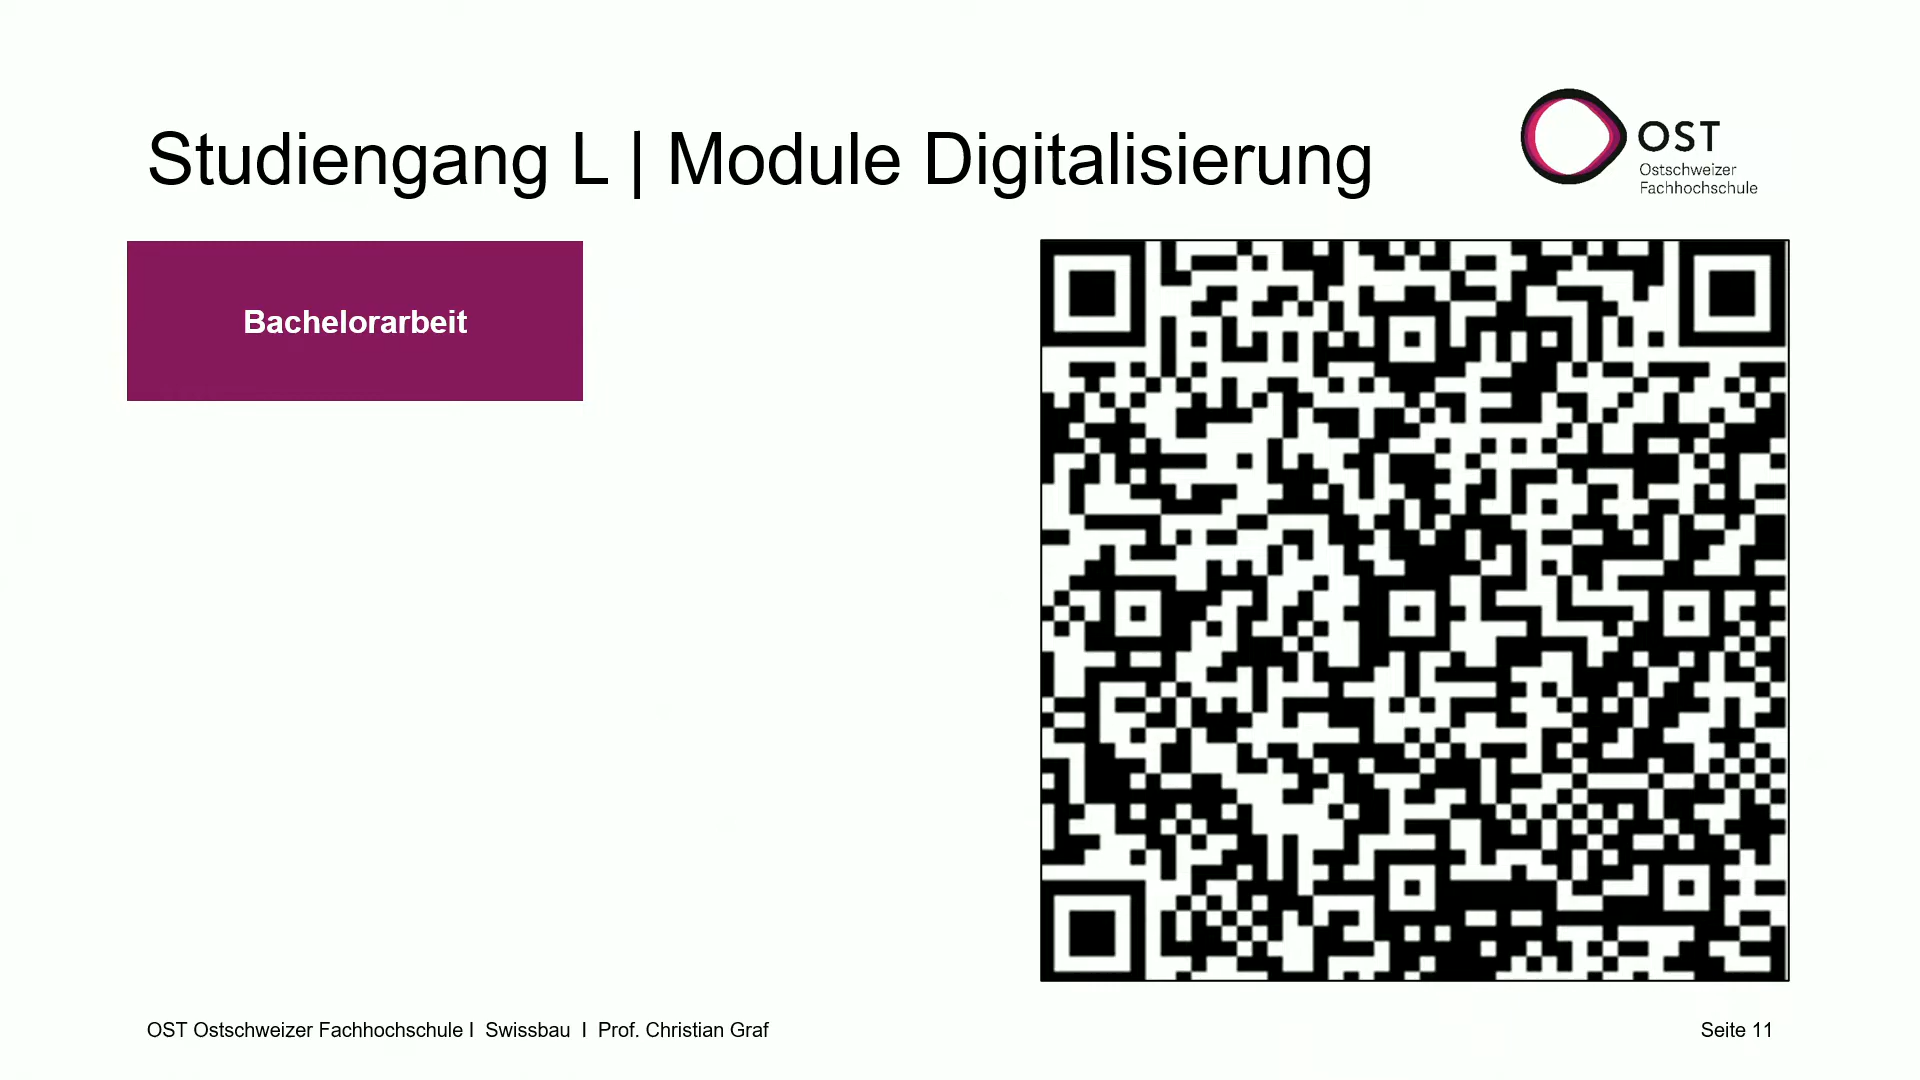 Studiengang L | Module Digitalisierung
OST
Ostschweizer
Fachhochschule
Bachelorarbeit
OST Ostschweizer Fachhochschule I Swissbau I Prof. Christian Graf
Seite 11